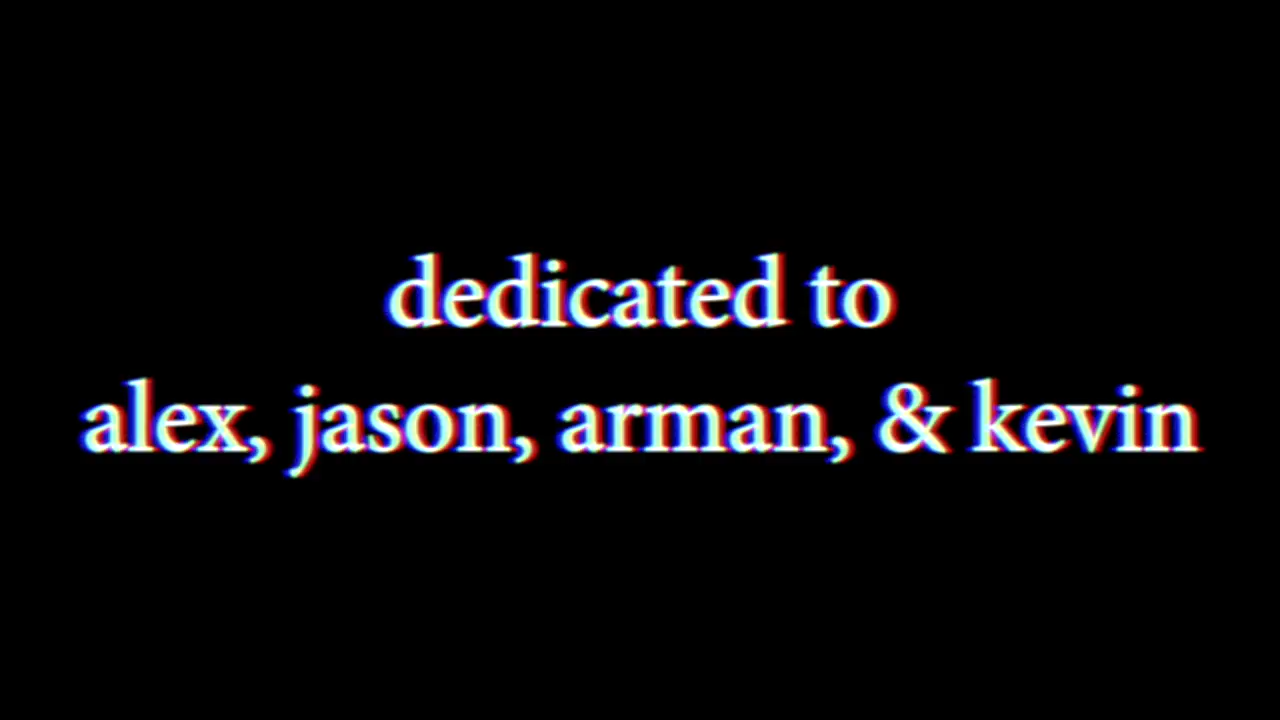 dedicated to
alex, jason, arman, & kevin